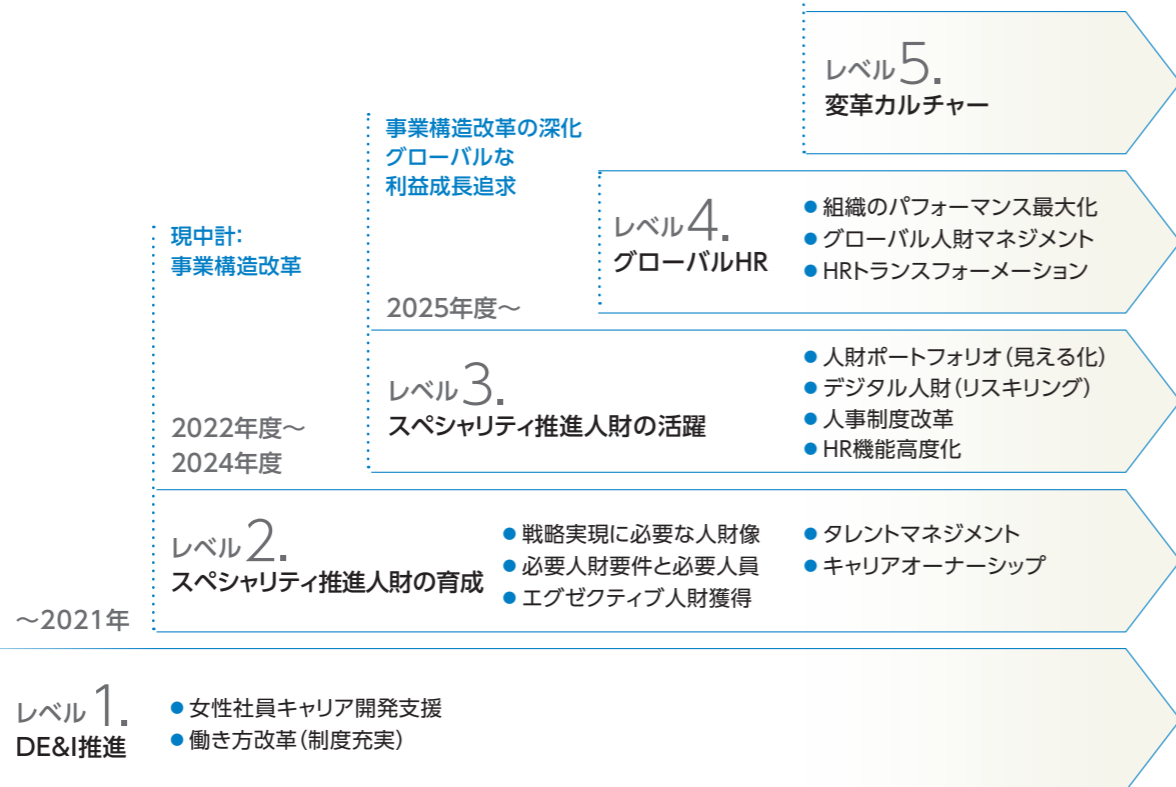 レベル5.
変革カルチャー
事業構造改革の深化
グローバルな
利益成長追求
レベル4.
グローバルHR
●組織のパフォーマンス最大化
●グローバル人財マネジメント
●HRトランスフォーメーション
現中計：
事業構造改革
2025年度～
レベル3.
スペシャリティ推進人財の活躍
●人財ポートフォリオ（見える化）
●デジタル人財（リスキリング）
●人事制度改革
●HR機能高度化
2022年度～
2024年度
レベル2.
スペシャリティ推進人財の育成
●戦略実現に必要な人財像
●必要人財要件と必要人員
●エグゼクティブ人財獲得
●タレントマネジメント
●キャリアオーナーシップ
～2021年
レベル1.
DE&I推進
●女性社員キャリア開発支援
●働き方改革（制度充実）